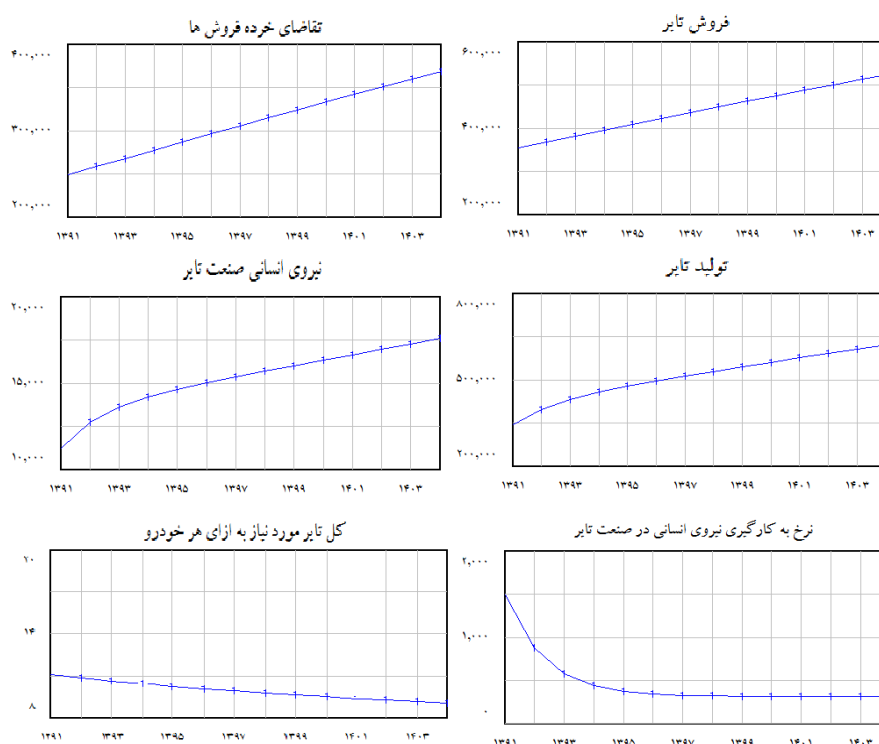 فروش تایر
۶۰۰,۰۰۰
۴۰۰,۰۰۰
۲۰۰,۰۰۰
۱۳۹۱ ۱۳۹۳ ۱۳۹۵ ۱۳۹۷ ۱۳۹۹ ۱۴۰۱ ۱۴۰۳
تقاضای خرده فروش ها
۴۰۰,۰۰۰
۳۰۰,۰۰۰
۲۰۰,۰۰۰
۱۳۹۱ ۱۳۹۳ ۱۳۹۵ ۱۳۹۷ ۱۳۹۹ ۱۴۰۱ ۱۴۰۳
تولید تایر
۸۰۰,۰۰۰
۵۰۰,۰۰۰
۲۰۰,۰۰۰
۱۳۹۱ ۱۳۹۳ ۱۳۹۵ ۱۳۹۷ ۱۳۹۹ ۱۴۰۱ ۱۴۰۳
نیروی انسانی صنعت تایر
۲۰,۰۰۰
۱۵,۰۰۰
۱۰,۰۰۰
۱۳۹۱ ۱۳۹۳ ۱۳۹۵ ۱۳۹۷ ۱۳۹۹ ۱۴۰۱ ۱۴۰۳
نرخ به کارگیری نیروی انسانی در صنعت تایر
۲,۰۰۰
۱,۰۰۰
۰
۱۳۹۱ ۱۳۹۳ ۱۳۹۵ ۱۳۹۷ ۱۳۹۹ ۱۴۰۱ ۱۴۰۳
کل تایر مورد نیاز به ازای هر خودرو
۲۰
۱۴
۸
۱۳۹۱ ۱۳۹۳ ۱۳۹۵ ۱۳۹۷ ۱۳۹۹ ۱۴۰۱ ۱۴۰۳